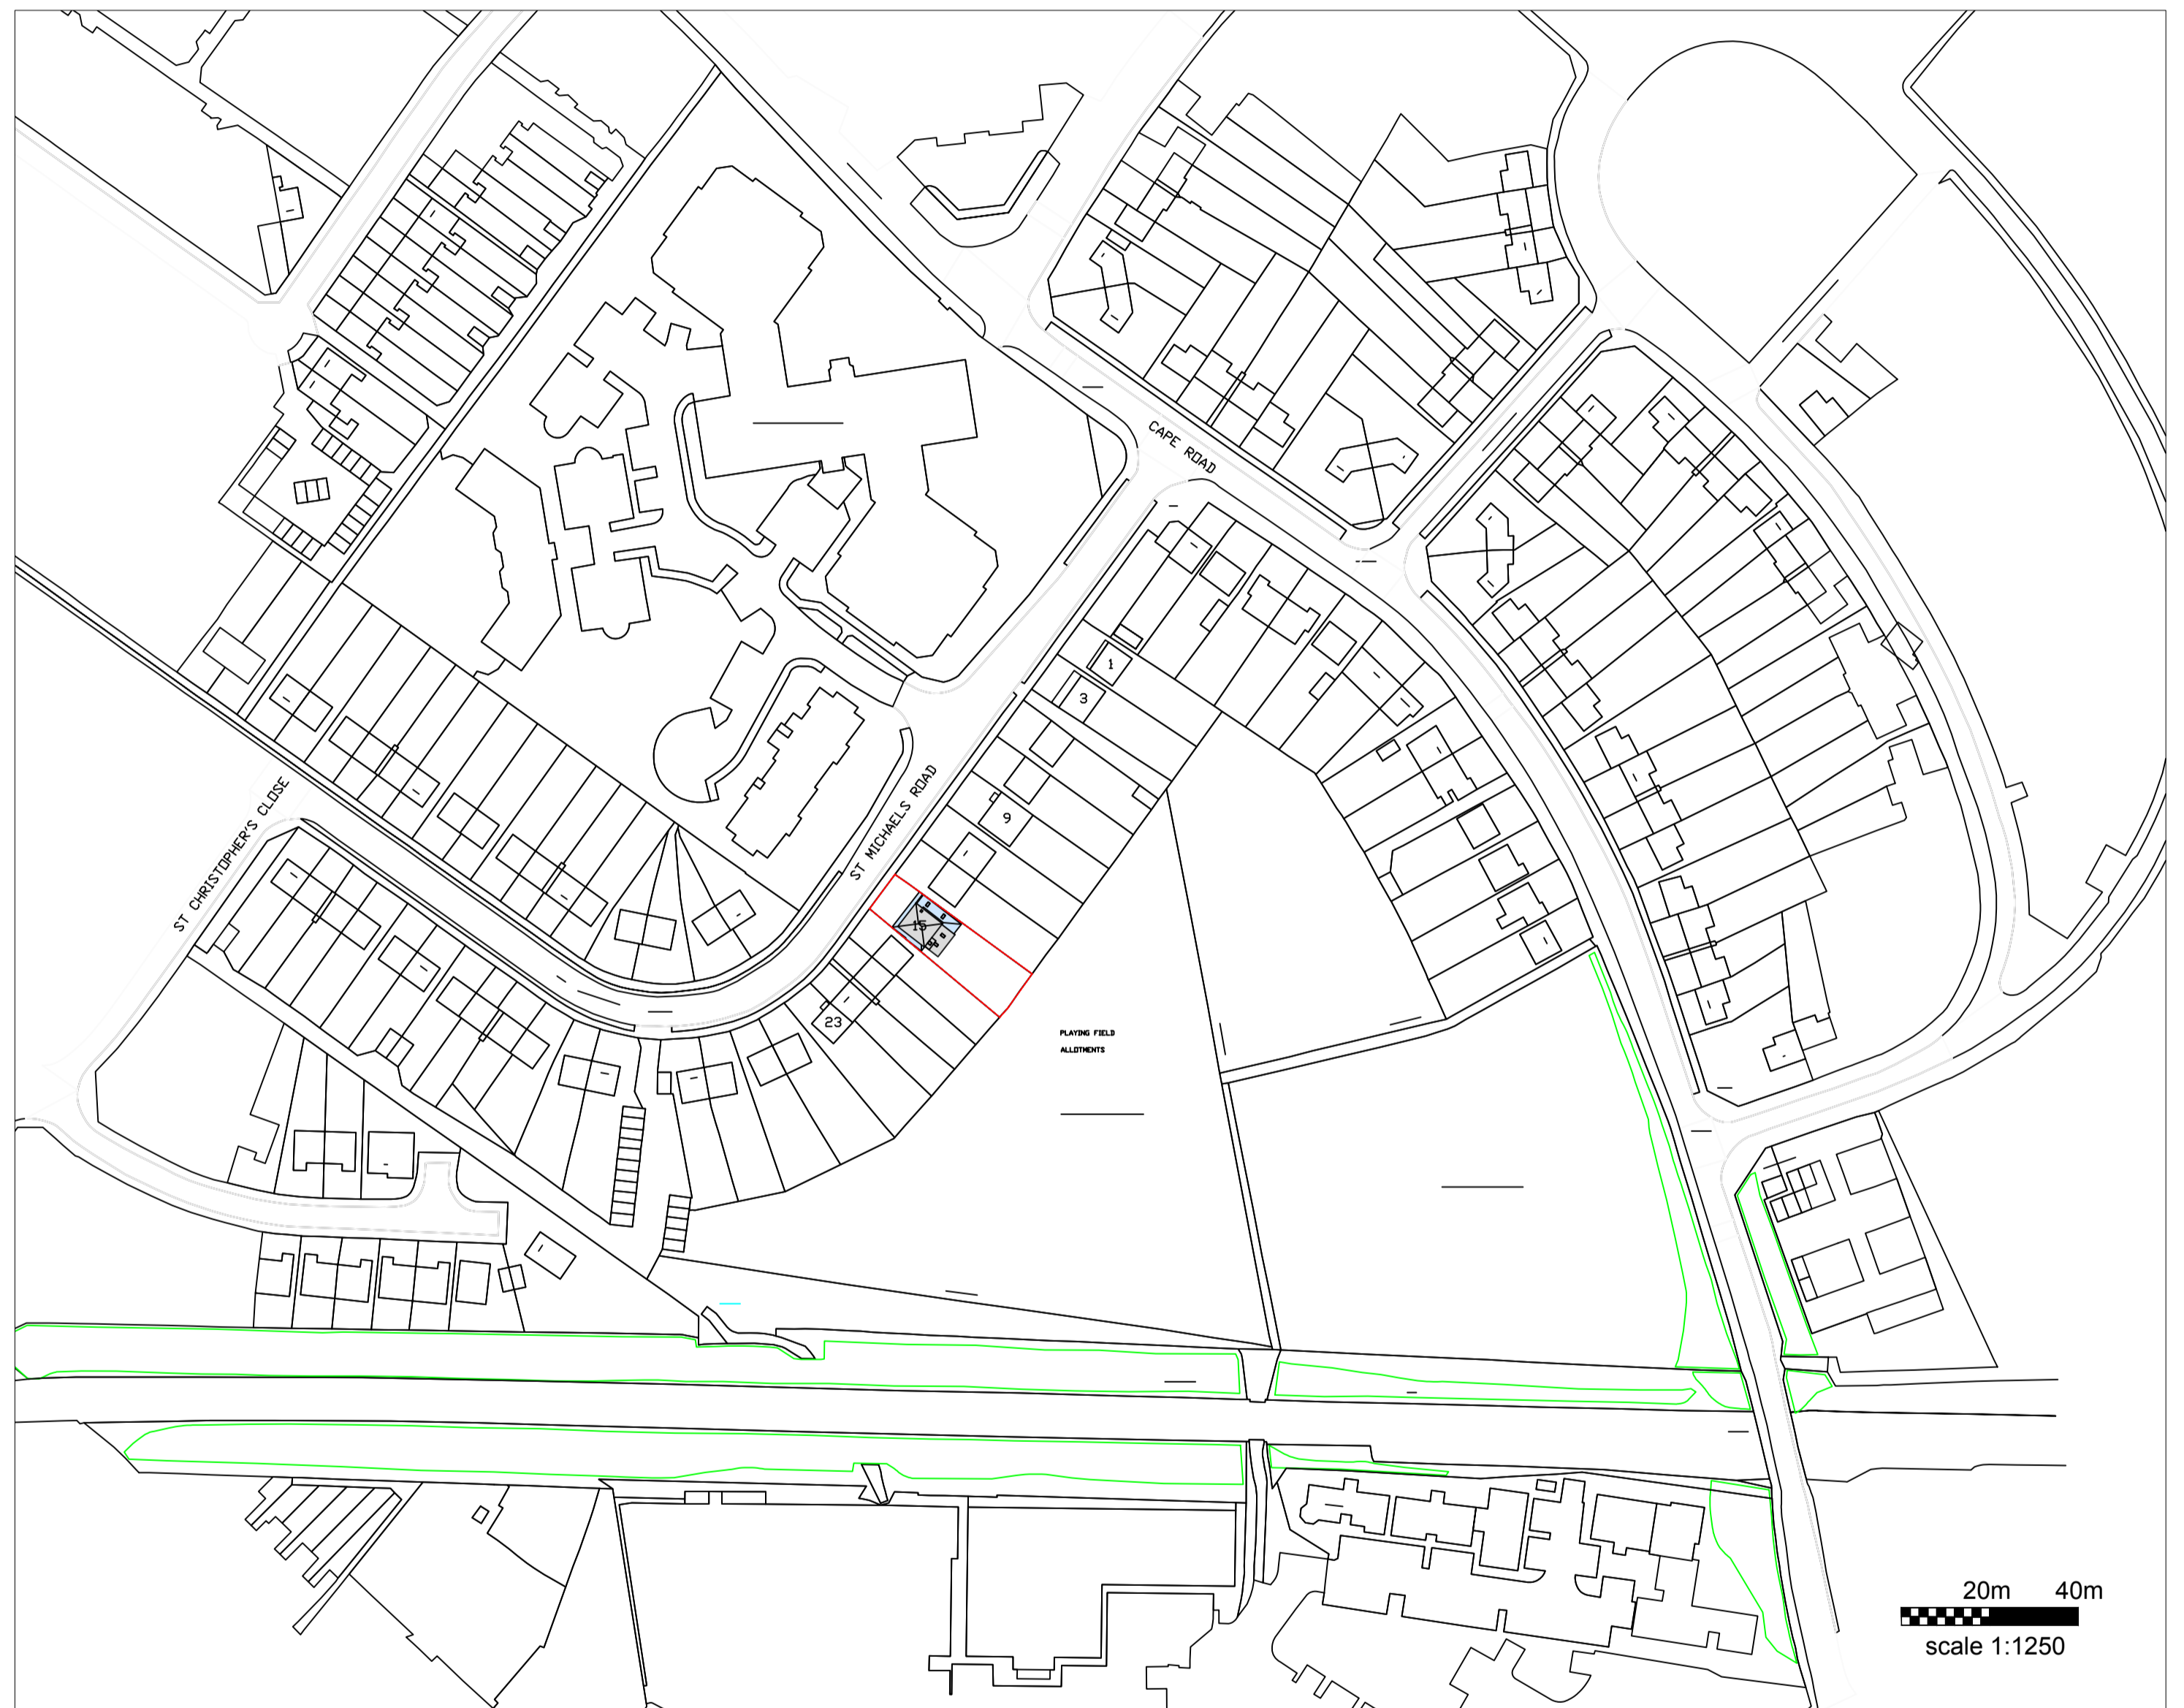 CAPE ROAD
1
3
ST CHRISTOPHER'S CLOSE
ST MICHAELS ROAD
9
15
23
PLAYING FIELD
ALLOTMENTS
20m 40m
scale 1:1250